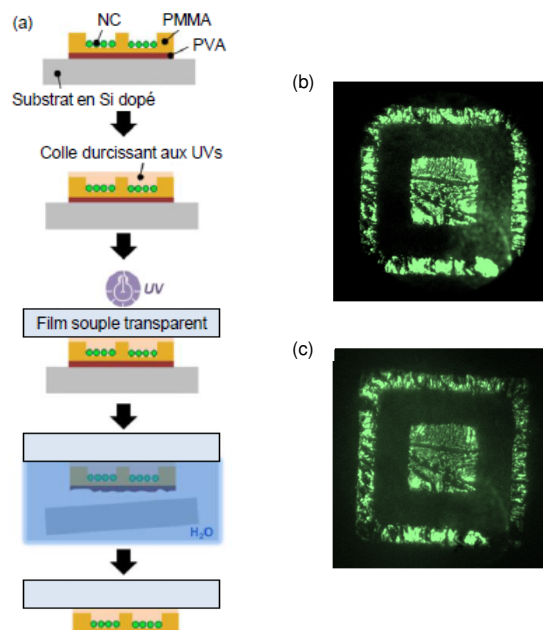 (a)
NC
PMMA
PVA
Substrat en Si dopé
Colle durcissant aux UVs
UV
Film souple transparent
H₂O
(b)
(c)